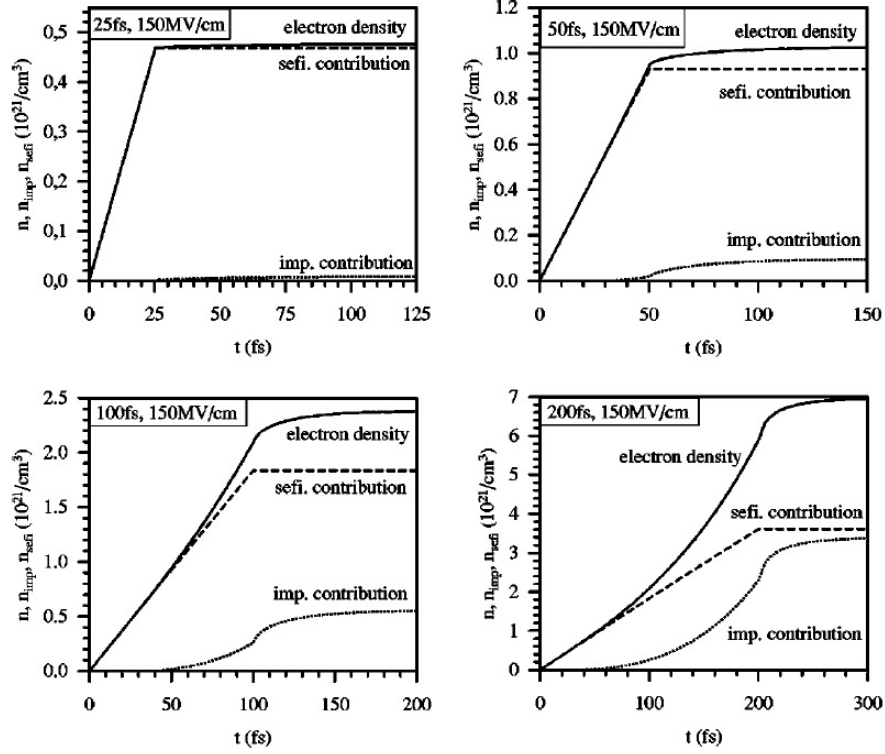 25fs, 150MV/cm
electron density
sefi. contribution
imp. contribution
n, n_imp, n_sefi (10^21/cm^3)
0,5
0,4
0,3
0,2
0,1
0,0
0 25 50 75 100 125
t (fs)
50fs, 150MV/cm
electron density
sefi. contribution
imp. contribution
n, n_imp, n_sefi (10^21/cm^3)
1.2
1.0
0.8
0.6
0.4
0.2
0.0
0 50 100 150
t (fs)
100fs, 150MV/cm
electron density
sefi. contribution
imp. contribution
n, n_imp, n_sefi (10^21/cm^3)
2.5
2.0
1.5
1.0
0.5
0.0
0 50 100 150 200
t (fs)
200fs, 150MV/cm
electron density
sefi. contribution
imp. contribution
n, n_imp, n_sefi (10^21/cm^3)
7
6
5
4
3
2
1
0
0 100 200 300
t (fs)